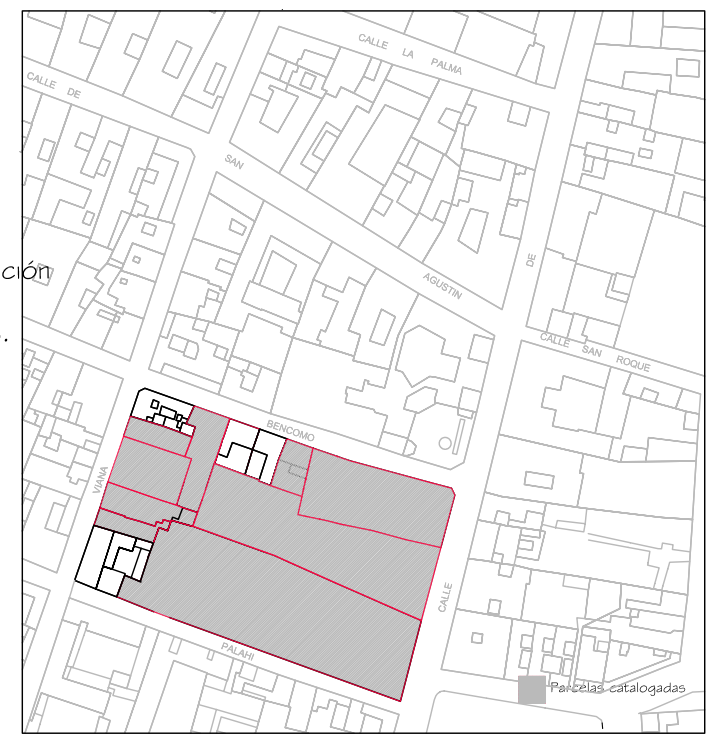 CALLE LA PALMA
CALLE DE
SAN
AGUSTIN
DE
ción
CALLE SAN ROQUE
BENCOMO
VIANA
CALLE
PALAHI
Parcelas catalogadas